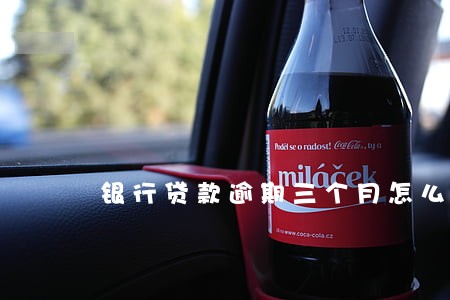 Poděl se o radost! Coca-Cola, ty a
miláček
银行贷款逾期三个月怎么
www.coca-cola.cz